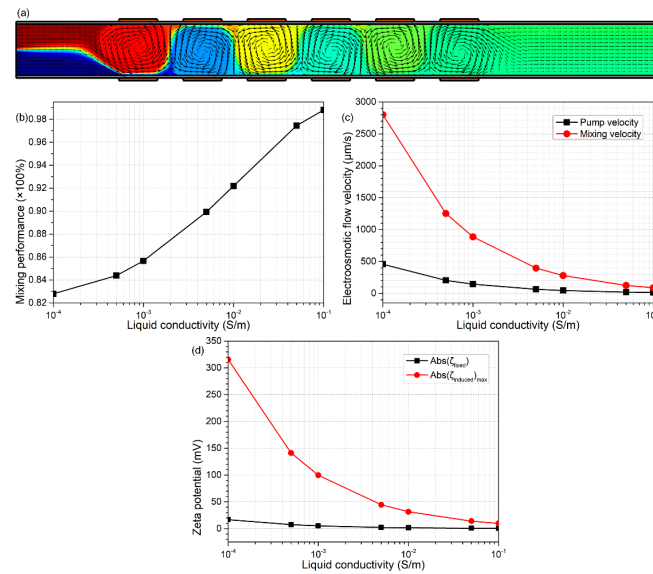 (a)
(b)
0.98
0.96
0.94
0.92
0.90
0.88
0.86
0.84
0.82
Mixing performance (×100%)
10⁻⁴
10⁻³
10⁻²
10⁻¹
Liquid conductivity (S/m)
(c)
3000
2500
2000
1500
1000
500
0
Electroosmotic flow velocity (μm/s)
Pump velocity
Mixing velocity
10⁻⁴
10⁻³
10⁻²
Liquid conductivity (S/m)
(d)
350
300
250
200
150
100
50
0
Zeta potential (mV)
Abs(ζfixed)
Abs(ζinduced)max
10⁻⁴
10⁻³
10⁻²
10⁻¹
Liquid conductivity (S/m)